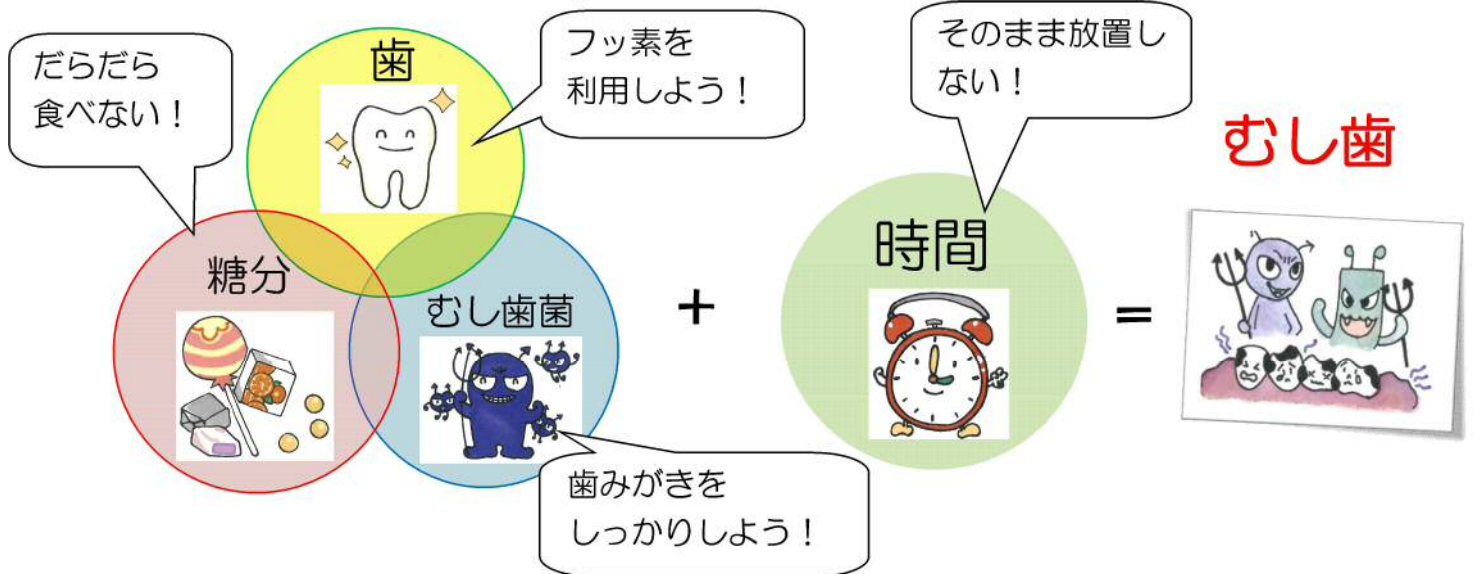 だらだら
食べない！
歯
フッ素を
利用しよう！
そのまま放置し
ない！
むし歯
糖分
むし歯菌
+
時間
=
歯みがきを
しっかりしよう！